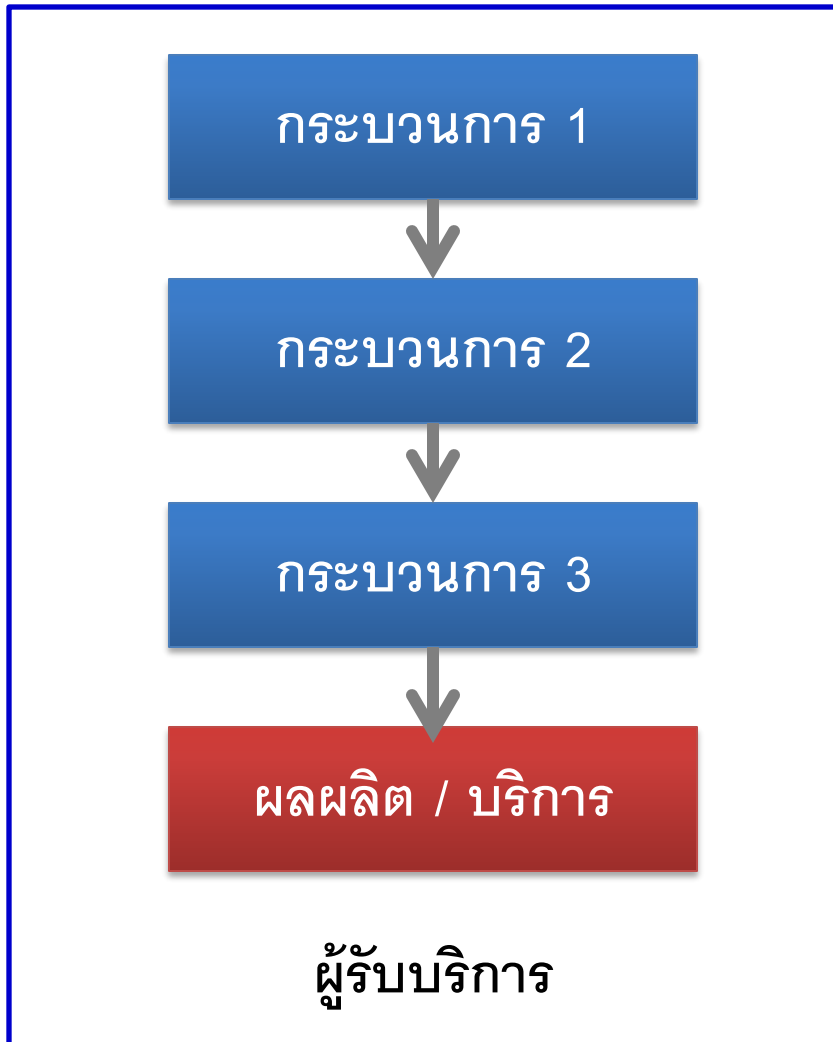 กระบวนการ 1
กระบวนการ 2
กระบวนการ 3
ผลผลิต / บริการ
ผู้รับบริการ